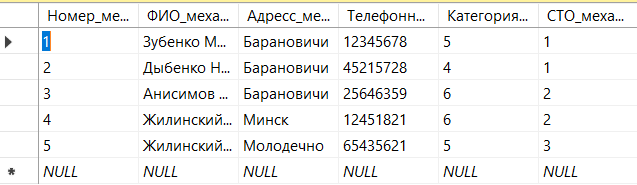 Номер_ме... ФИО_меха... Адресс_ме... Телефонн... Категория... СТО_меха...
1 Зубенко М... Барановичи 12345678 5 1
2 Дыбенко Н... Барановичи 45215728 4 1
3 Анисимов ... Барановичи 25646359 6 2
4 Жилинский... Минск 12451821 6 2
5 Жилинский... Молодечно 65435621 5 3
NULL NULL NULL NULL NULL NULL